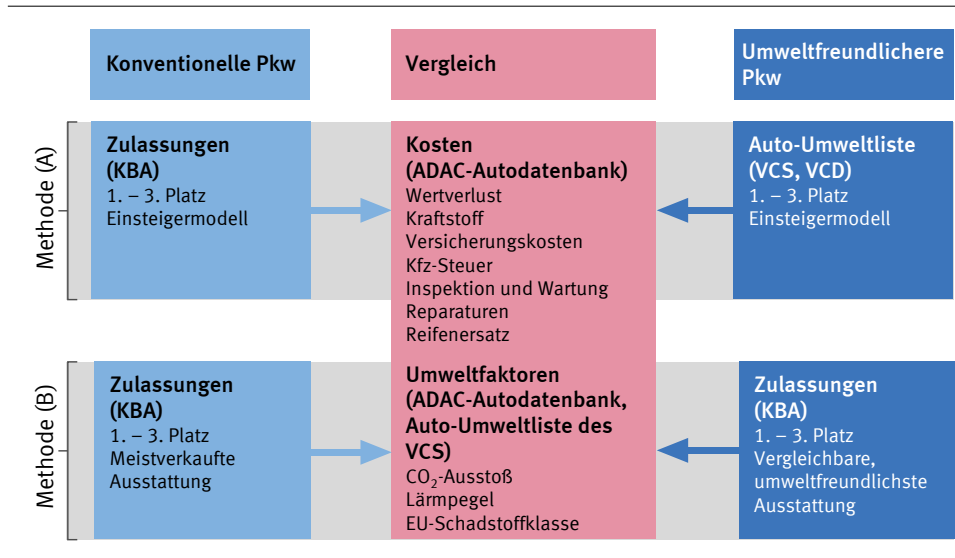 Konventionelle Pkw
Vergleich
Umweltfreundlichere
Pkw
Methode (A)
Zulassungen
(KBA)
1. – 3. Platz
Einsteigermodell
Kosten
(ADAC-Autodatenbank)
Wertverlust
Kraftstoff
Versicherungskosten
Kfz-Steuer
Inspektion und Wartung
Reparaturen
Reifenersatz
Auto-Umweltliste
(VCS, VCD)
1. – 3. Platz
Einsteigermodell
Methode (B)
Zulassungen
(KBA)
1. – 3. Platz
Meistverkaufte
Ausstattung
Umweltfaktoren
(ADAC-Autodatenbank,
Auto-Umweltliste des
VCS)
CO₂-Ausstoß
Lärmpegel
EU-Schadstoffklasse
Zulassungen
(KBA)
1. – 3. Platz
Vergleichbare,
umweltfreundlichste
Ausstattung